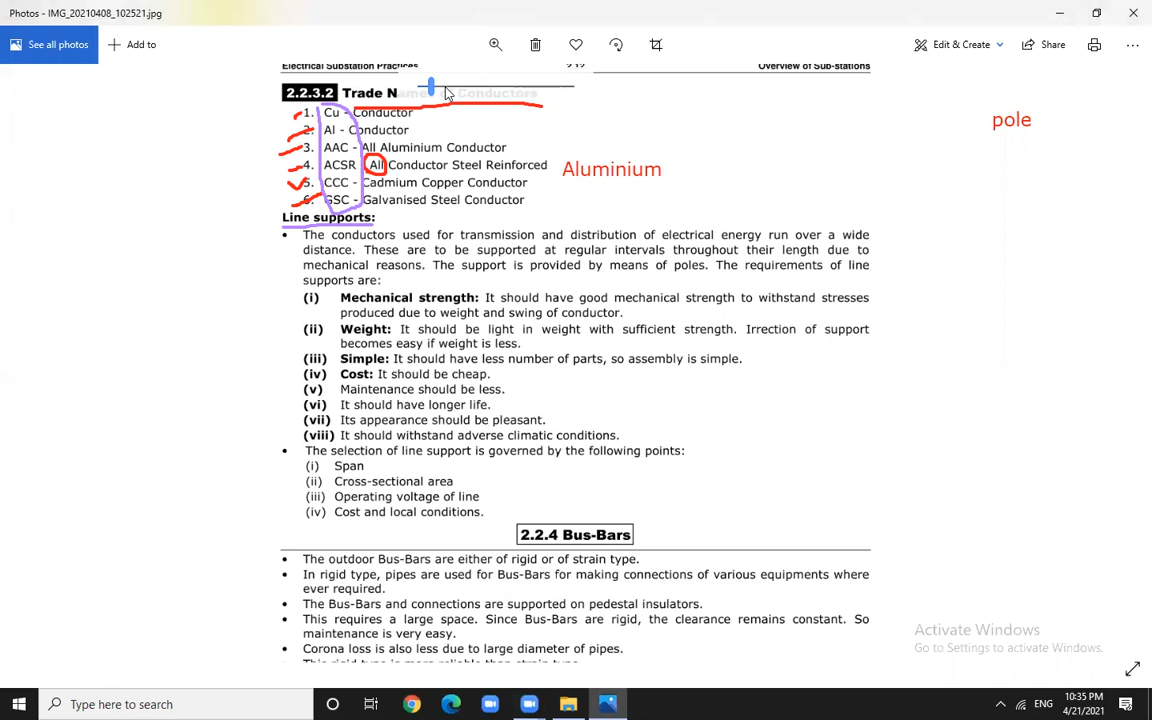 Photos - IMG_20210408_102521.jpg
See all photos
Add to
Edit & Create
Share
Electrical Substation Practices 2.12 Overview of Sub-stations
2.2.3.2 Trade Names of Conductors
1. Cu - Conductor
2. Al - Conductor
3. AAC - All Aluminium Conductor
4. ACSR All Conductor Steel Reinforced
5. CCC - Cadmium Copper Conductor
6. GSC - Galvanised Steel Conductor
Aluminium
pole
Line supports:
• The conductors used for transmission and distribution of electrical energy run over a wide
distance. These are to be supported at regular intervals throughout their length due to
mechanical reasons. The support is provided by means of poles. The requirements of line
supports are:
(i) Mechanical strength: It should have good mechanical strength to withstand stresses
produced due to weight and swing of conductor.
(ii) Weight: It should be light in weight with sufficient strength. Irrection of support
becomes easy if weight is less.
(iii) Simple: It should have less number of parts, so assembly is simple.
(iv) Cost: It should be cheap.
(v) Maintenance should be less.
(vi) It should have longer life.
(vii) Its appearance should be pleasant.
(viii) It should withstand adverse climatic conditions.
• The selection of line support is governed by the following points:
(i) Span
(ii) Cross-sectional area
(iii) Operating voltage of line
(iv) Cost and local conditions.
2.2.4 Bus-Bars
• The outdoor Bus-Bars are either of rigid or of strain type.
• In rigid type, pipes are used for Bus-Bars for making connections of various equipments where
ever required.
• The Bus-Bars and connections are supported on pedestal insulators.
• This requires a large space. Since Bus-Bars are rigid, the clearance remains constant. So
maintenance is very easy.
• Corona loss is also less due to large diameter of pipes.
• This rigid type is more reliable than strain type.
Activate Windows
Go to Settings to activate Windows.
Type here to search
ENG
10:35 PM
4/21/2021